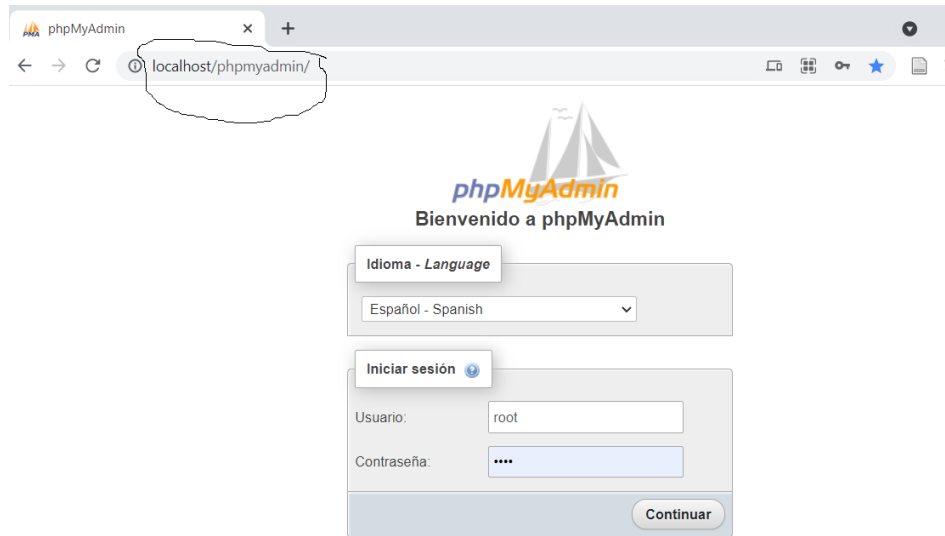 phpMyAdmin
localhost/phpmyadmin/
phpMyAdmin
Bienvenido a phpMyAdmin
Idioma - Language
Español - Spanish
Iniciar sesión
Usuario: root
Contraseña: ••••
Continuar